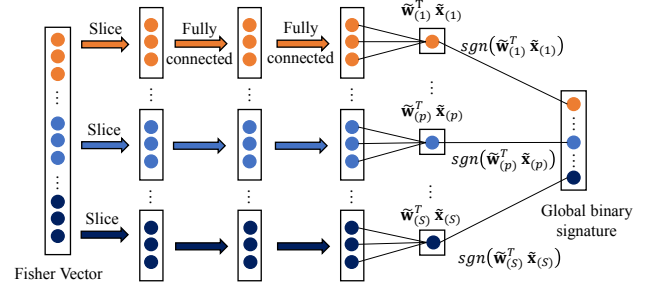 Slice
Fully
connected
Fully
connected
w̃ᵀ₍₁₎ x̃₍₁₎
sgn(w̃ᵀ₍₁₎ x̃₍₁₎)
...
...
...
...
...
Slice
w̃ᵀ₍ₚ₎ x̃₍ₚ₎
sgn(w̃ᵀ₍ₚ₎ x̃₍ₚ₎)
...
...
...
...
...
...
Slice
w̃ᵀ₍S₎ x̃₍S₎
sgn(w̃ᵀ₍S₎ x̃₍S₎)
Global binary
signature
Fisher Vector